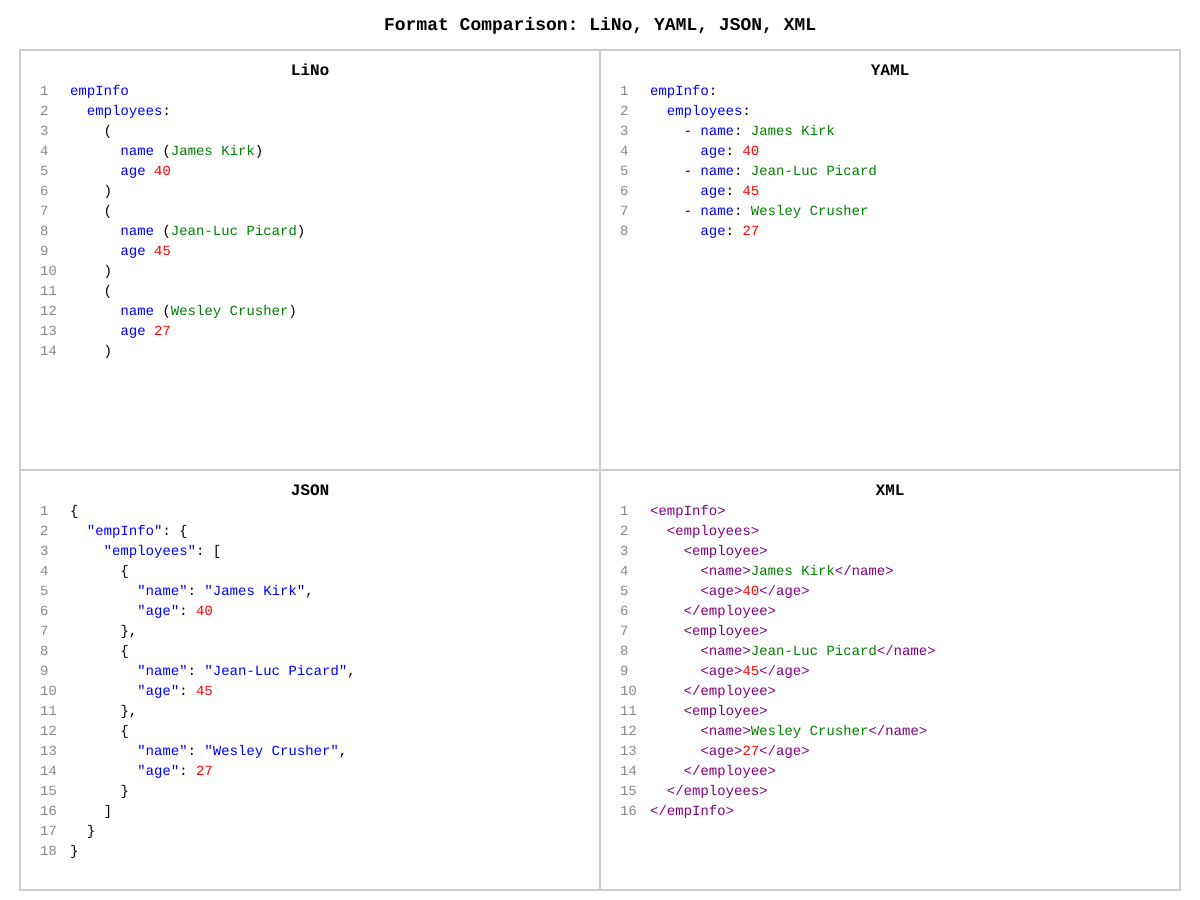 Format Comparison: LiNo, YAML, JSON, XML
LiNo
1 empInfo
2   employees:
3     (
4       name (James Kirk)
5       age 40
6     )
7     (
8       name (Jean-Luc Picard)
9       age 45
10     )
11     (
12       name (Wesley Crusher)
13       age 27
14     )
YAML
1 empInfo:
2   employees:
3     - name: James Kirk
4       age: 40
5     - name: Jean-Luc Picard
6       age: 45
7     - name: Wesley Crusher
8       age: 27
JSON
1 {
2   "empInfo": {
3     "employees": [
4       {
5         "name": "James Kirk",
6         "age": 40
7       },
8       {
9         "name": "Jean-Luc Picard",
10         "age": 45
11       },
12       {
13         "name": "Wesley Crusher",
14         "age": 27
15       }
16     ]
17   }
18 }
XML
1 <empInfo>
2   <employees>
3     <employee>
4       <name>James Kirk</name>
5       <age>40</age>
6     </employee>
7     <employee>
8       <name>Jean-Luc Picard</name>
9       <age>45</age>
10     </employee>
11     <employee>
12       <name>Wesley Crusher</name>
13       <age>27</age>
14     </employee>
15   </employees>
16 </empInfo>